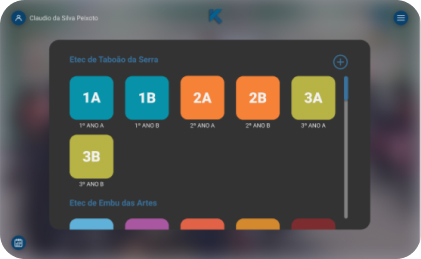 Claudio da Silva Peixoto
Etec de Taboão da Serra
1A 1B 2A 2B 3A
1º ANO A 1º ANO B 2º ANO A 2º ANO B 3º ANO A
3B
3º ANO B
Etec de Embu das Artes